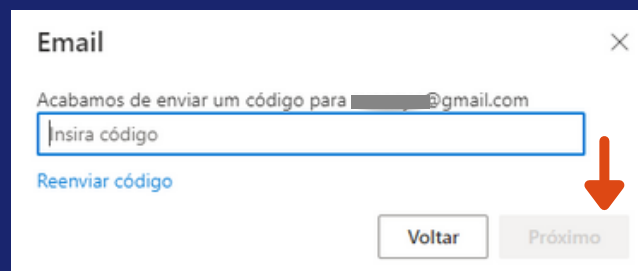 Email
Acabamos de enviar um código para @gmail.com
Insira código
Reenviar código
Voltar
Próximo